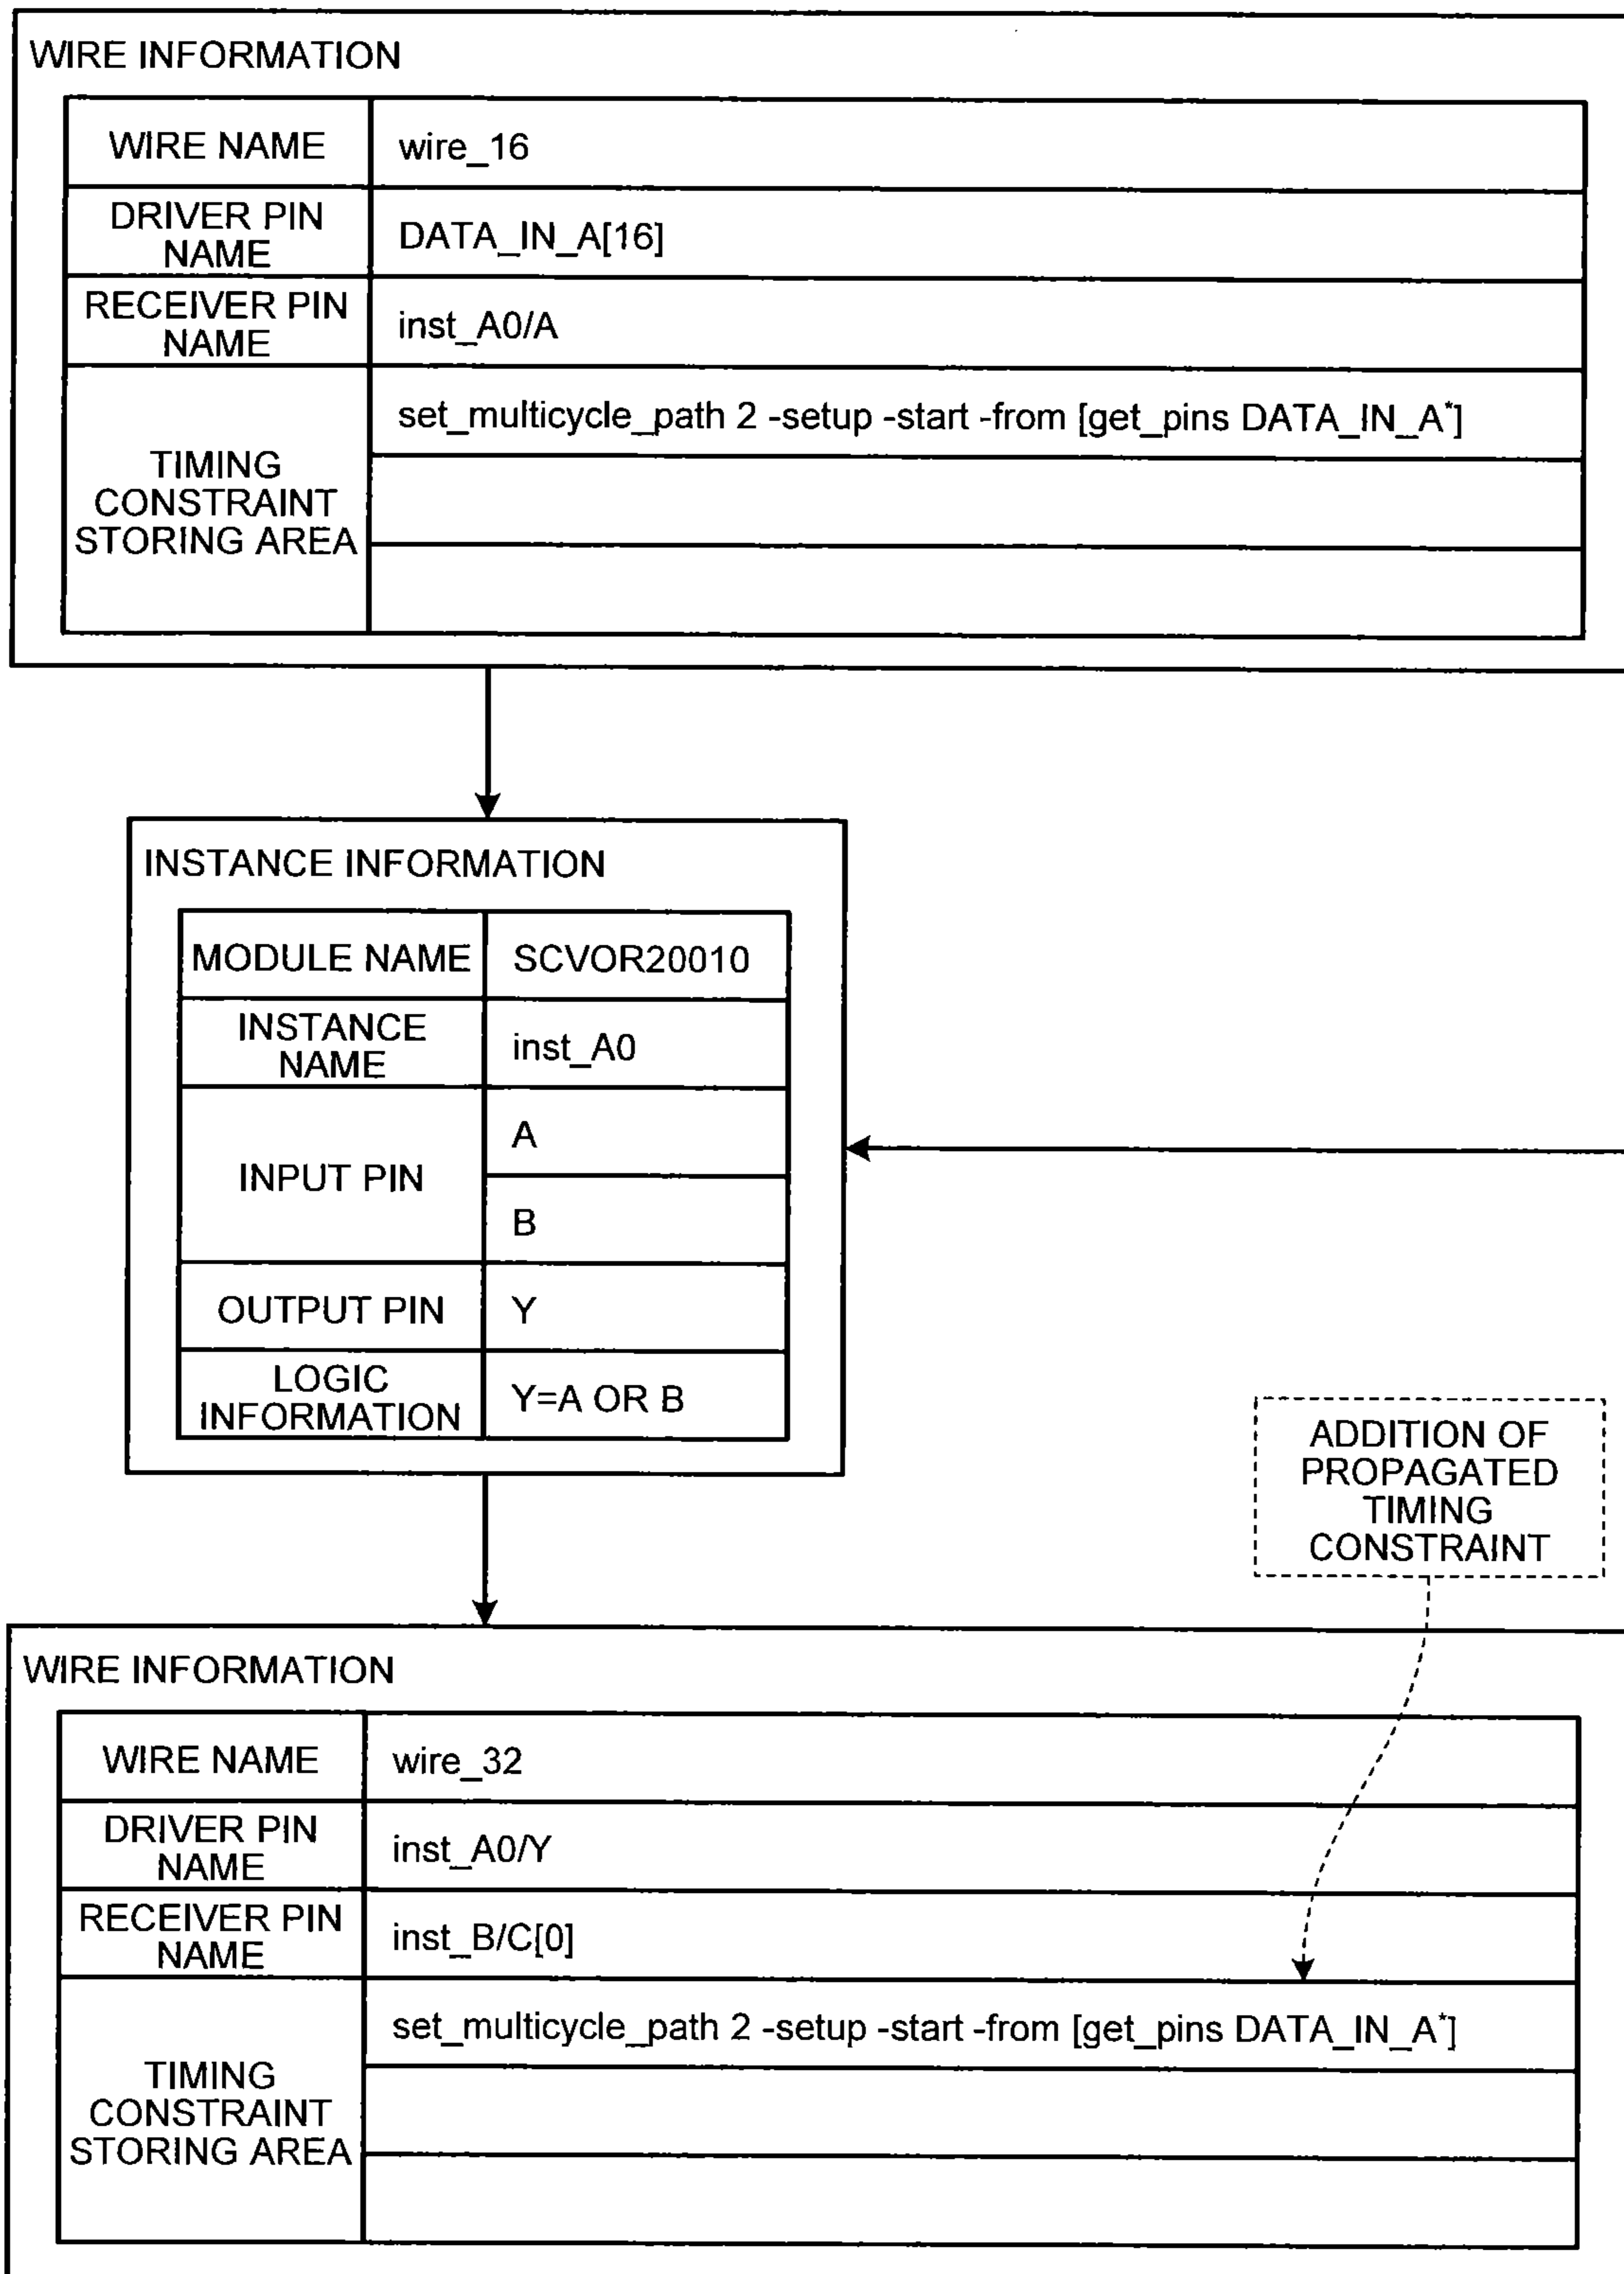 WIRE INFORMATION
WIRE NAME
wire_16
DRIVER PIN
NAME
DATA_IN_A[16]
RECEIVER PIN
NAME
inst_A0/A
TIMING
CONSTRAINT
STORING AREA
set_multicycle_path 2 -setup -start -from [get_pins DATA_IN_A*]
INSTANCE INFORMATION
MODULE NAME
SCVOR20010
INSTANCE
NAME
inst_A0
INPUT PIN
A
B
OUTPUT PIN
Y
LOGIC
INFORMATION
Y=A OR B
ADDITION OF
PROPAGATED
TIMING
CONSTRAINT
WIRE INFORMATION
WIRE NAME
wire_32
DRIVER PIN
NAME
inst_A0/Y
RECEIVER PIN
NAME
inst_B/C[0]
TIMING
CONSTRAINT
STORING AREA
set_multicycle_path 2 -setup -start -from [get_pins DATA_IN_A*]